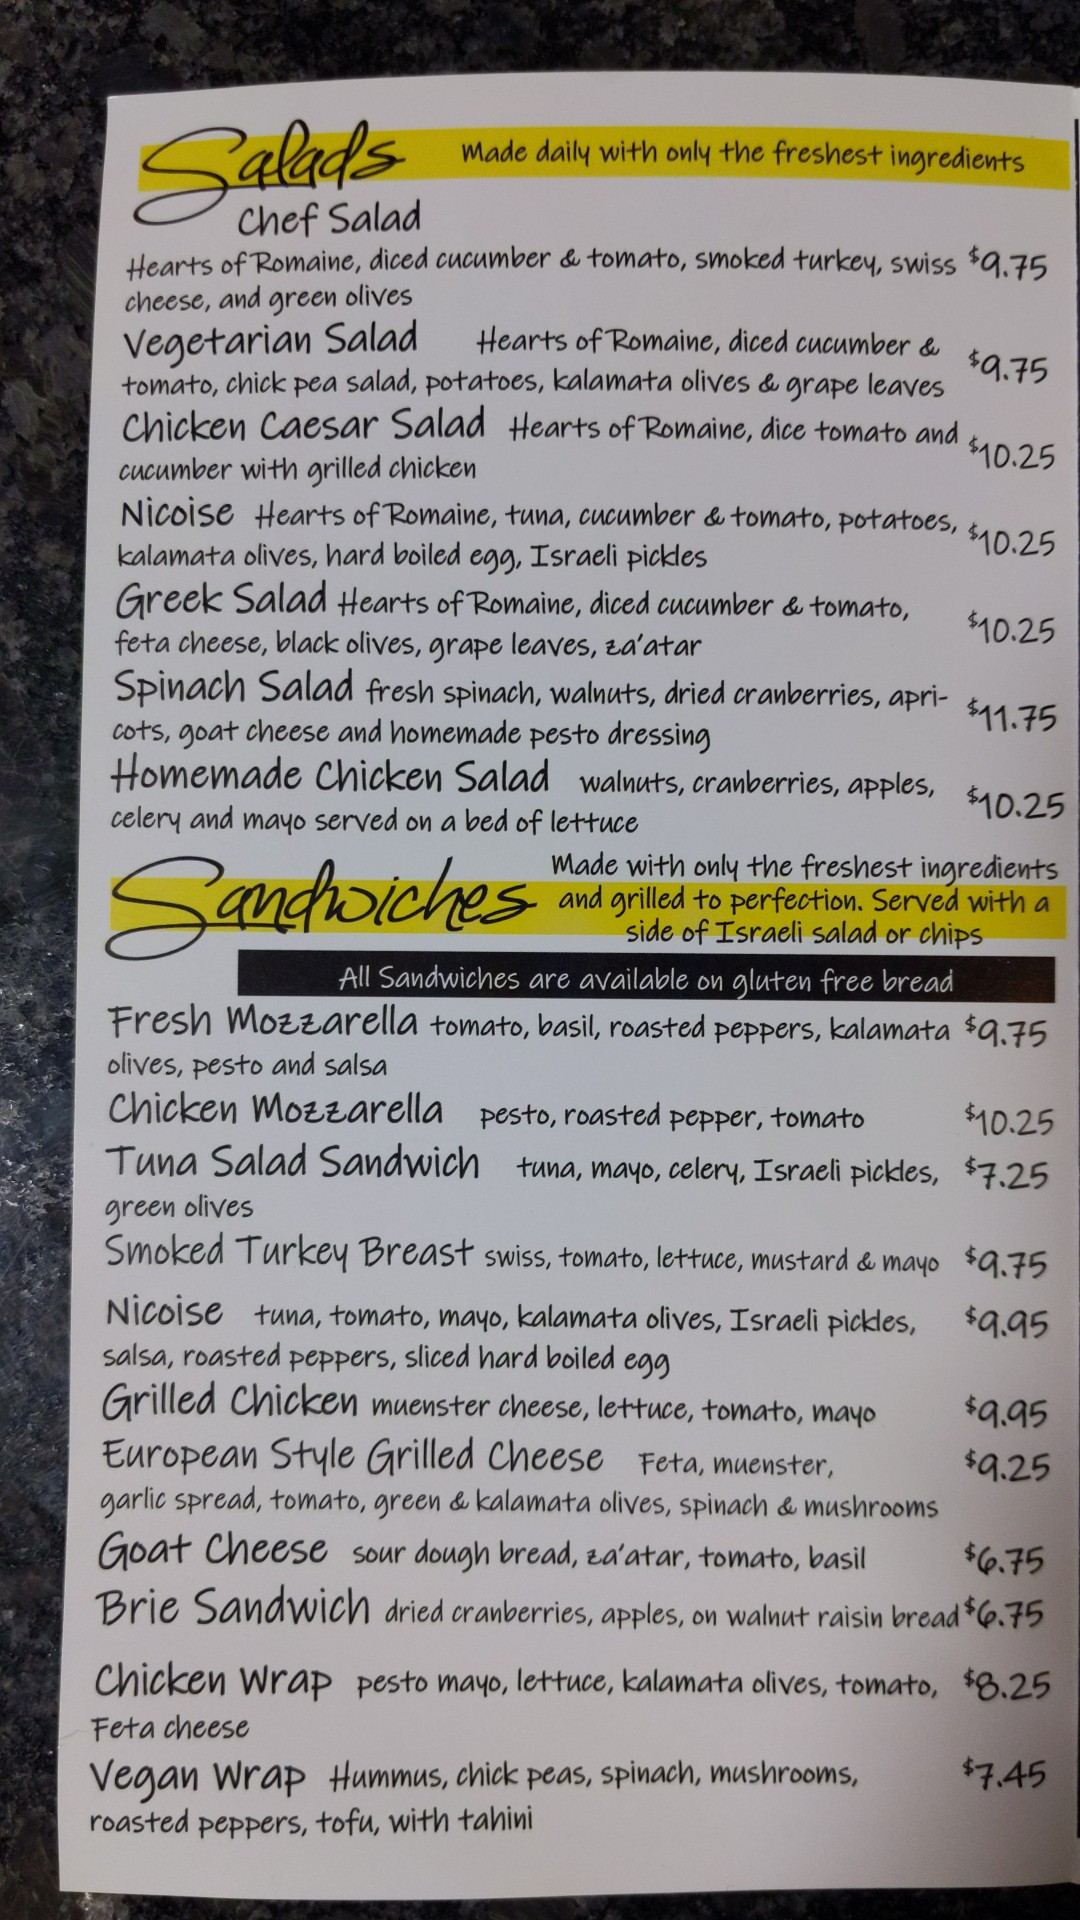 Salads Made daily with only the freshest ingredients
Chef Salad
Hearts of Romaine, diced cucumber & tomato, smoked turkey, swiss $9.75
cheese, and green olives
Vegetarian Salad Hearts of Romaine, diced cucumber &
tomato, chick pea salad, potatoes, kalamata olives & grape leaves $9.75
Chicken Caesar Salad Hearts of Romaine, dice tomato and
cucumber with grilled chicken $10.25
Nicoise Hearts of Romaine, tuna, cucumber & tomato, potatoes,
kalamata olives, hard boiled egg, Israeli pickles $10.25
Greek Salad Hearts of Romaine, diced cucumber & tomato,
feta cheese, black olives, grape leaves, za'atar $10.25
Spinach Salad fresh spinach, walnuts, dried cranberries, apri-
cots, goat cheese and homemade pesto dressing $11.75
Homemade Chicken Salad walnuts, cranberries, apples,
celery and mayo served on a bed of lettuce $10.25
Sandwiches Made with only the freshest ingredients
and grilled to perfection. Served with a
side of Israeli salad or chips
All Sandwiches are available on gluten free bread
Fresh Mozzarella tomato, basil, roasted peppers, kalamata $9.75
olives, pesto and salsa
Chicken Mozzarella pesto, roasted pepper, tomato $10.25
Tuna Salad Sandwich tuna, mayo, celery, Israeli pickles, $7.25
green olives
Smoked Turkey Breast swiss, tomato, lettuce, mustard & mayo $9.75
Nicoise tuna, tomato, mayo, kalamata olives, Israeli pickles, $9.95
salsa, roasted peppers, sliced hard boiled egg
Grilled Chicken muenster cheese, lettuce, tomato, mayo $9.95
European Style Grilled Cheese Feta, muenster, $9.25
garlic spread, tomato, green & kalamata olives, spinach & mushrooms
Goat Cheese sour dough bread, za'atar, tomato, basil $6.75
Brie Sandwich dried cranberries, apples, on walnut raisin bread $6.75
Chicken Wrap pesto mayo, lettuce, kalamata olives, tomato, $8.25
Feta cheese
Vegan Wrap Hummus, chick peas, spinach, mushrooms, $7.45
roasted peppers, tofu, with tahini